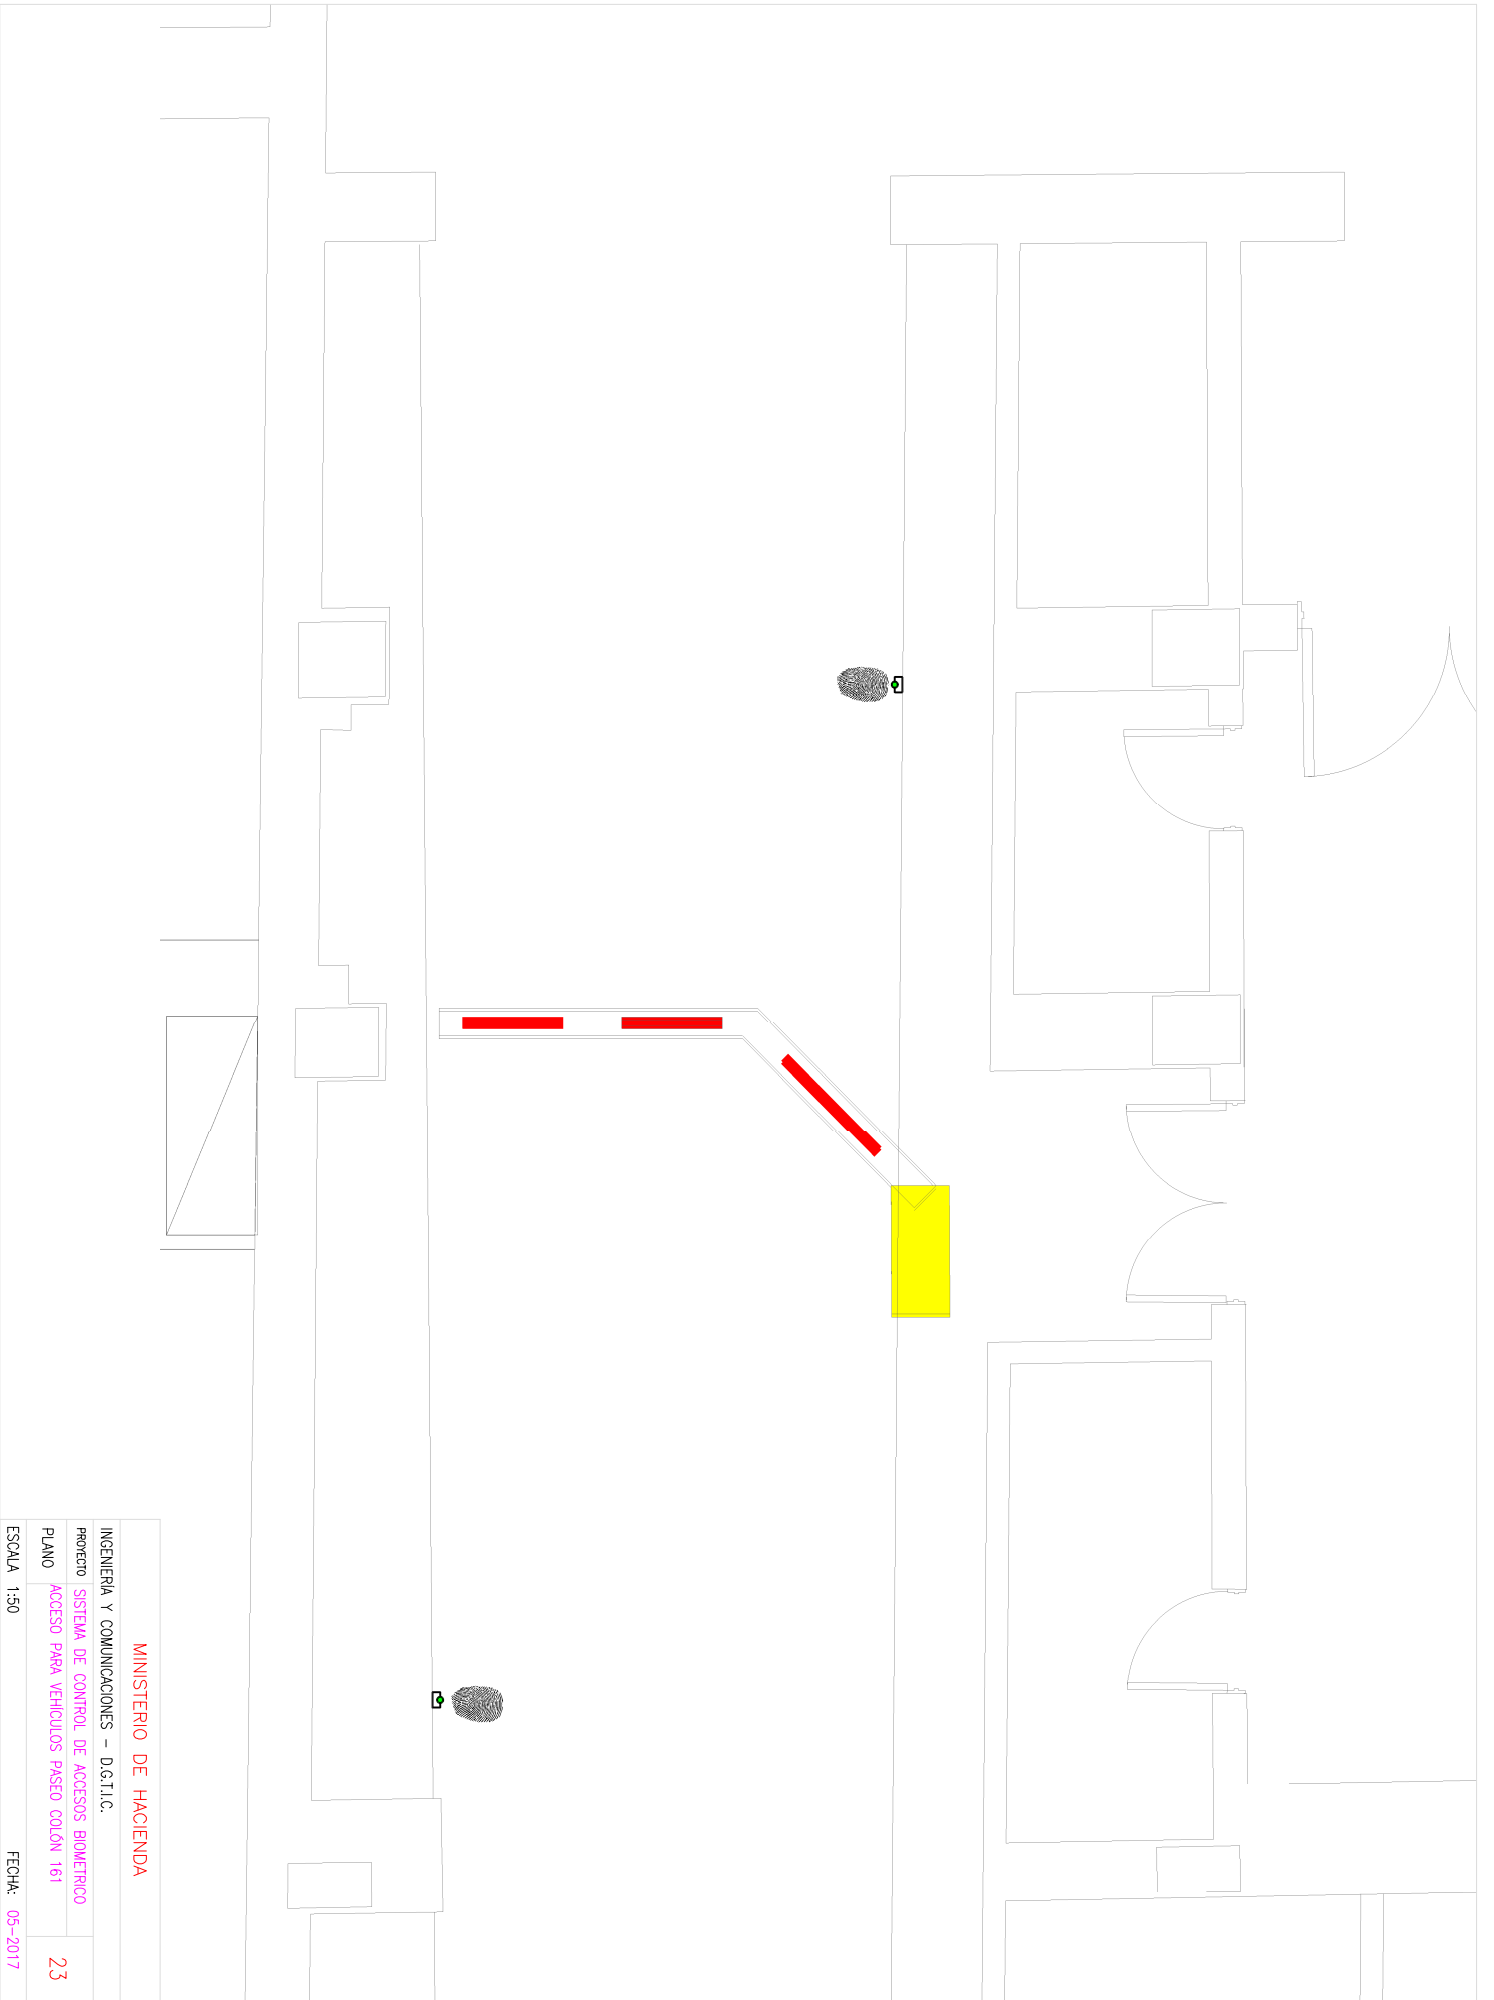 MINISTERIO DE HACIENDA
INGENIERÍA Y COMUNICACIONES – D.G.T.I.C.
PROYECTO SISTEMA DE CONTROL DE ACCESOS BIOMETRICO
PLANO ACCESO PARA VEHÍCULOS PASEO COLÓN 161
23
ESCALA 1:50 FECHA: 05–2017